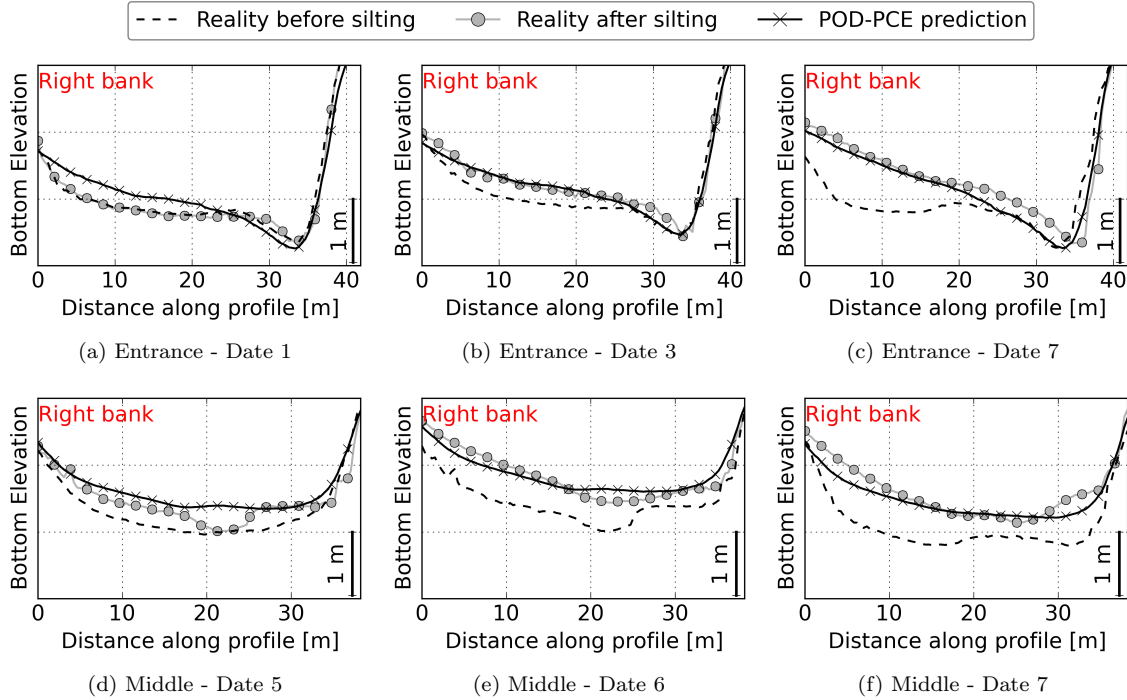 Reality before silting Reality after silting POD-PCE prediction
Right bank Right bank Right bank
Bottom Elevation Bottom Elevation Bottom Elevation
1 m 1 m 1 m
0 10 20 30 40 0 10 20 30 40 0 10 20 30 40
Distance along profile [m] Distance along profile [m] Distance along profile [m]
(a) Entrance - Date 1 (b) Entrance - Date 3 (c) Entrance - Date 7
Right bank Right bank Right bank
Bottom Elevation Bottom Elevation Bottom Elevation
1 m 1 m 1 m
0 10 20 30 0 10 20 30 0 10 20 30
Distance along profile [m] Distance along profile [m] Distance along profile [m]
(d) Middle - Date 5 (e) Middle - Date 6 (f) Middle - Date 7